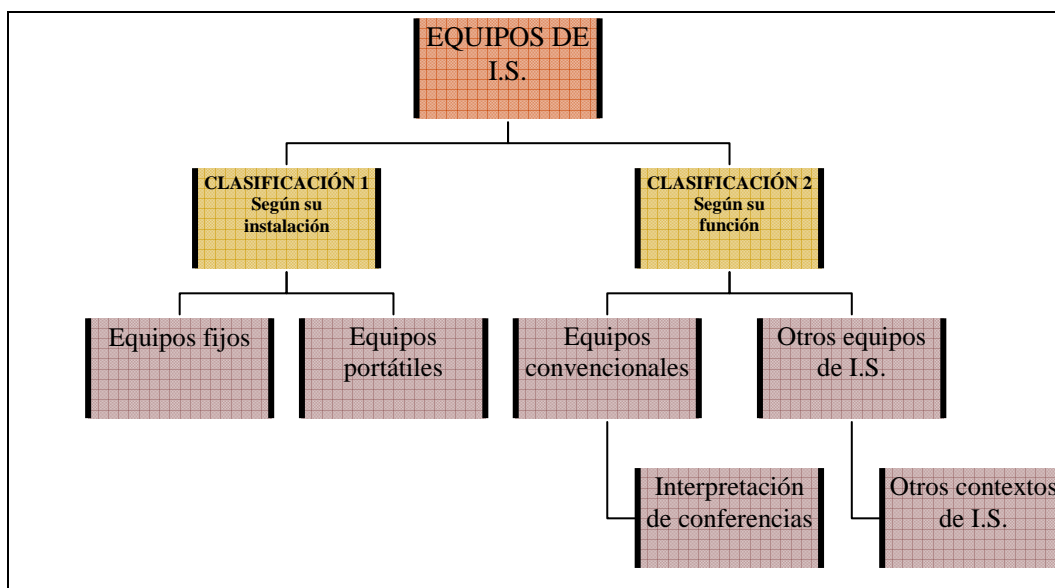 EQUIPOS DE
I.S.
CLASIFICACIÓN 1
Según su
instalación
CLASIFICACIÓN 2
Según su
función
Equipos fijos
Equipos
portátiles
Equipos
convencionales
Otros equipos
de I.S.
Interpretación
de conferencias
Otros contextos
de I.S.